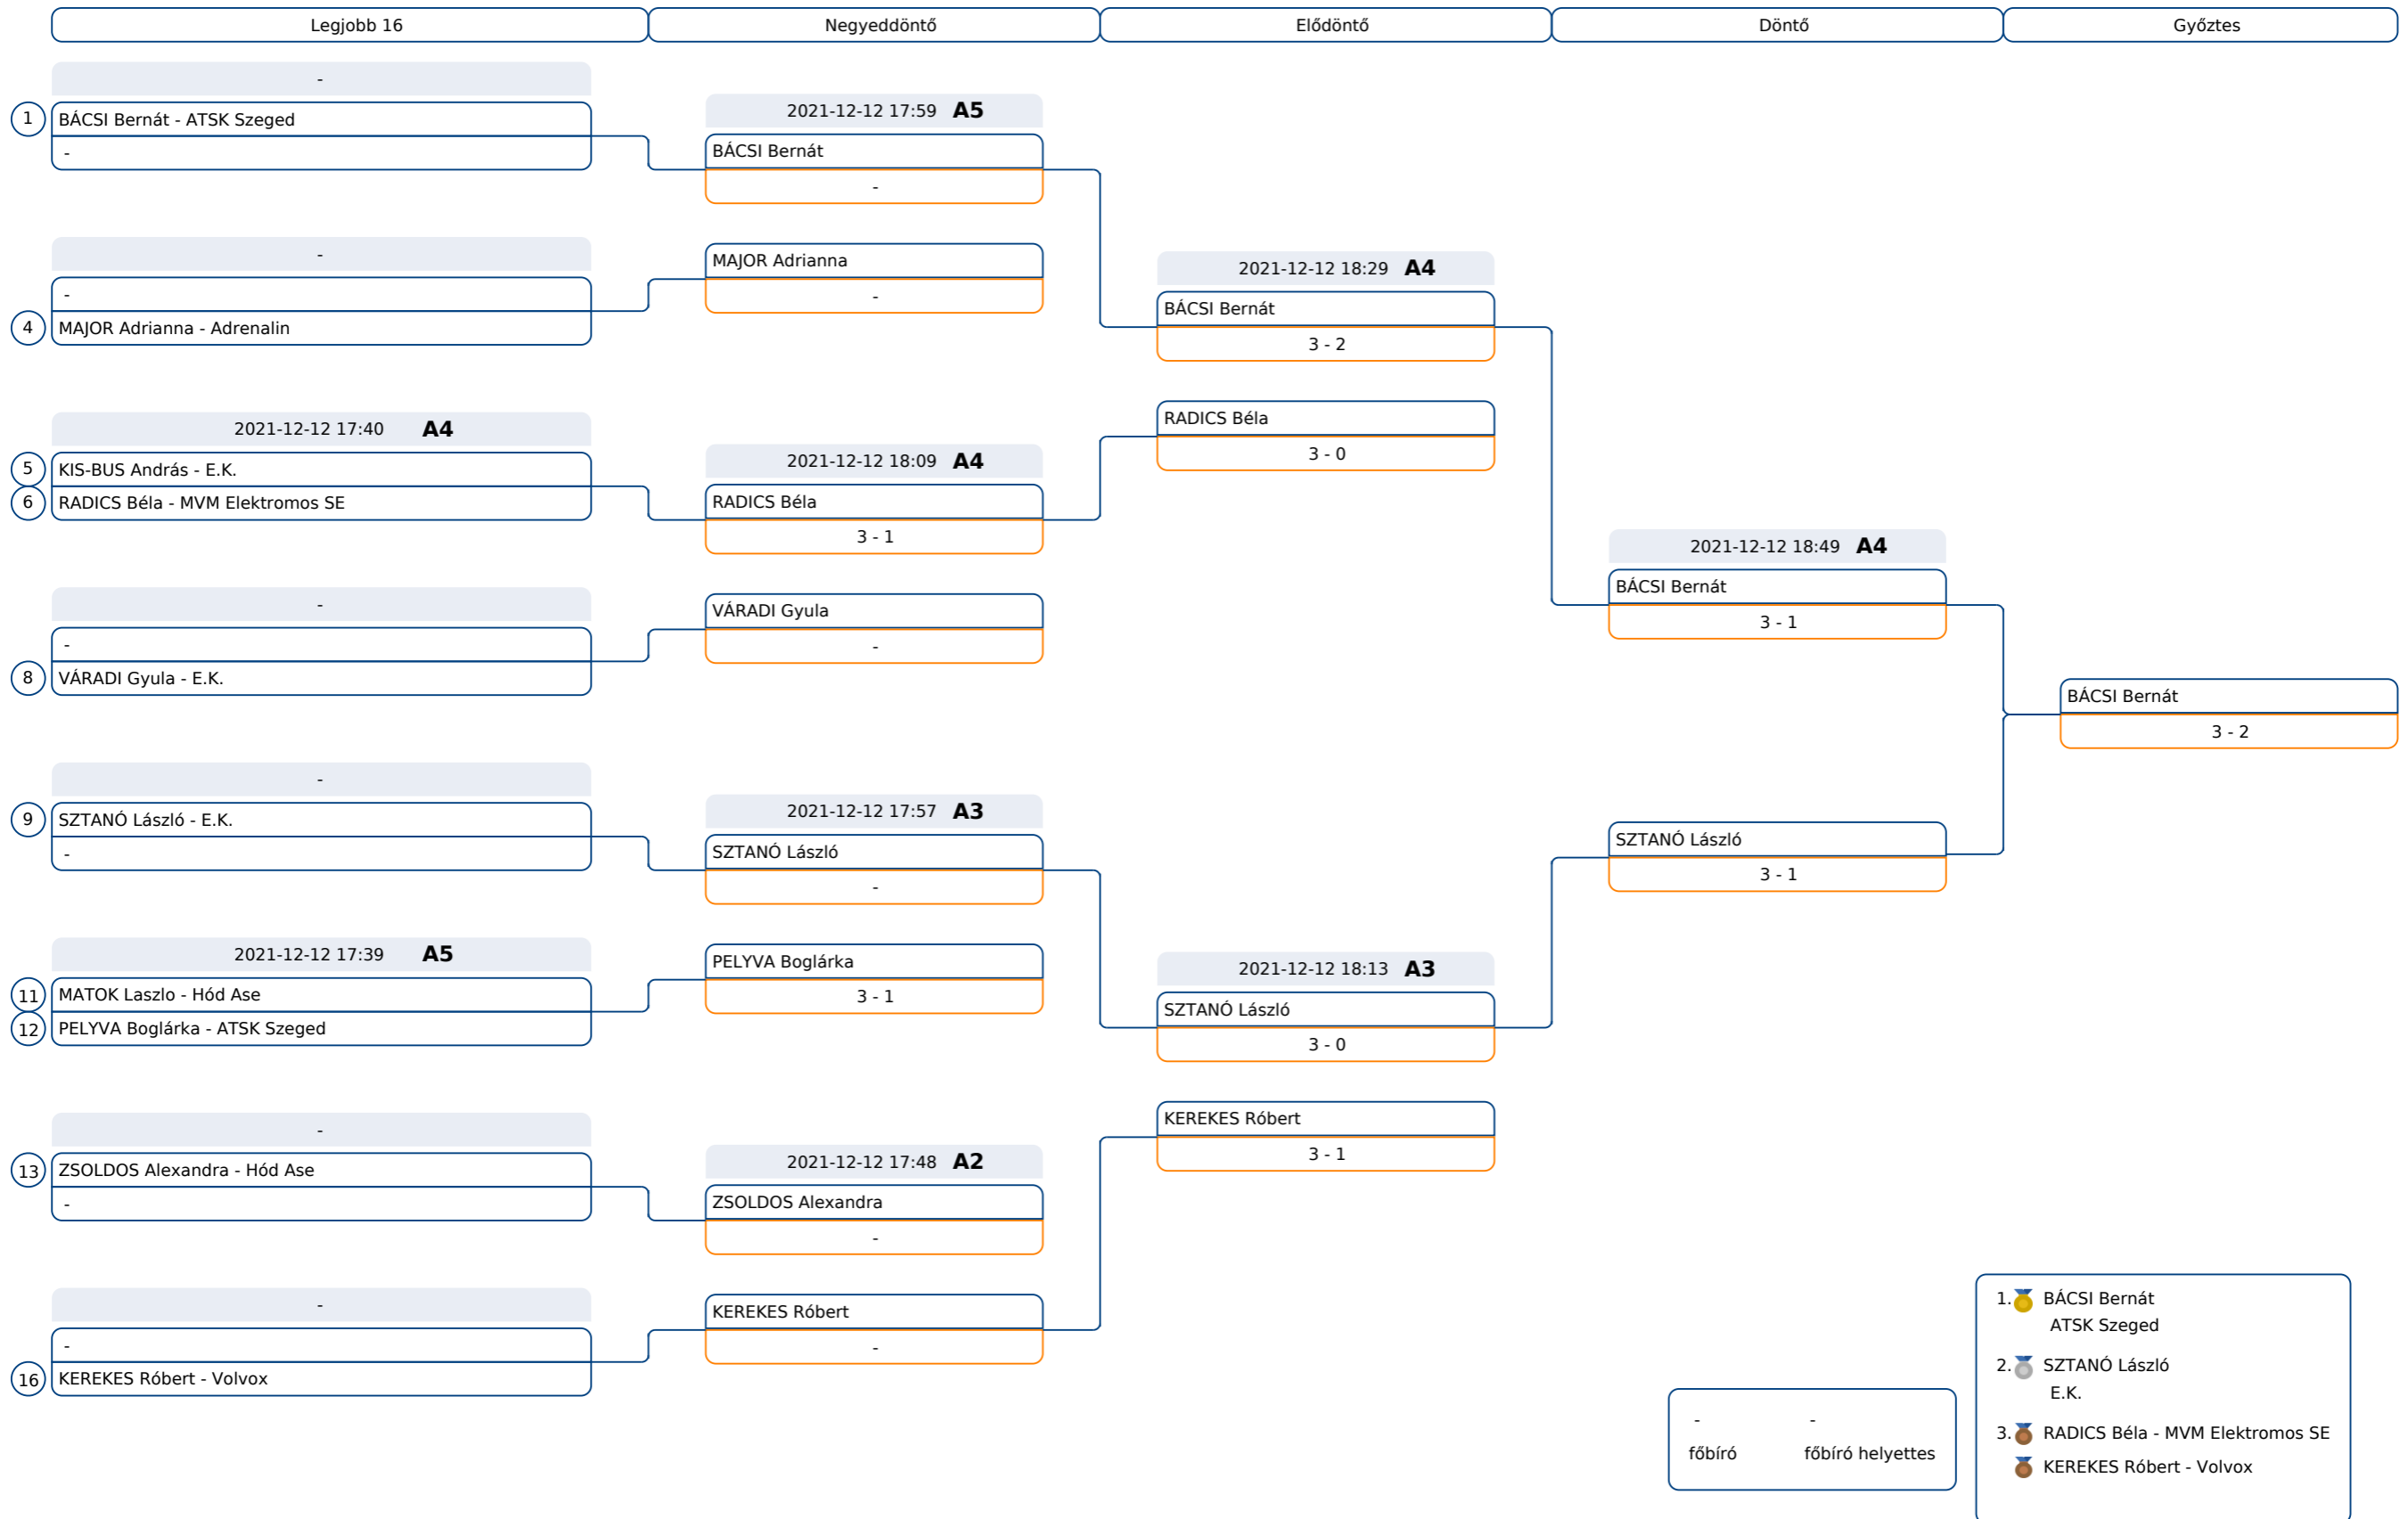 Legjobb 16
Negyeddöntő
Elődöntő
Döntő
Győztes
-
1 BÁCSI Bernát - ATSK Szeged
-
-
-
4 MAJOR Adrianna - Adrenalin
2021-12-12 17:40 A4
5 KIS-BUS András - E.K.
6 RADICS Béla - MVM Elektromos SE
-
-
8 VÁRADI Gyula - E.K.
-
9 SZTANÓ László - E.K.
-
2021-12-12 17:39 A5
11 MATOK Laszlo - Hód Ase
12 PELYVA Boglárka - ATSK Szeged
-
13 ZSOLDOS Alexandra - Hód Ase
-
-
-
16 KEREKES Róbert - Volvox
2021-12-12 17:59 A5
BÁCSI Bernát
-
MAJOR Adrianna
-
2021-12-12 18:09 A4
RADICS Béla
3 - 1
VÁRADI Gyula
-
2021-12-12 17:57 A3
SZTANÓ László
-
PELYVA Boglárka
3 - 1
2021-12-12 17:48 A2
ZSOLDOS Alexandra
-
KEREKES Róbert
-
2021-12-12 18:29 A4
BÁCSI Bernát
3 - 2
RADICS Béla
3 - 0
2021-12-12 18:13 A3
SZTANÓ László
3 - 0
KEREKES Róbert
3 - 1
2021-12-12 18:49 A4
BÁCSI Bernát
3 - 1
SZTANÓ László
3 - 1
BÁCSI Bernát
3 - 2
- -
főbíró főbíró helyettes
1. BÁCSI Bernát
ATSK Szeged
2. SZTANÓ László
E.K.
3. RADICS Béla - MVM Elektromos SE
KEREKES Róbert - Volvox